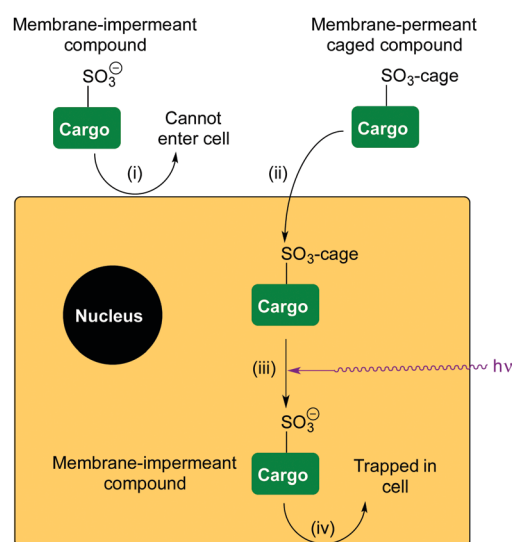 Membrane-impermeant
compound
SO₃⊖
Cargo
Cannot
enter cell
(i)
Membrane-permeant
caged compound
SO₃-cage
Cargo
(ii)
SO₃-cage
Cargo
Nucleus
(iii)
hν
SO₃⊖
Membrane-impermeant
compound
Cargo
Trapped in
cell
(iv)